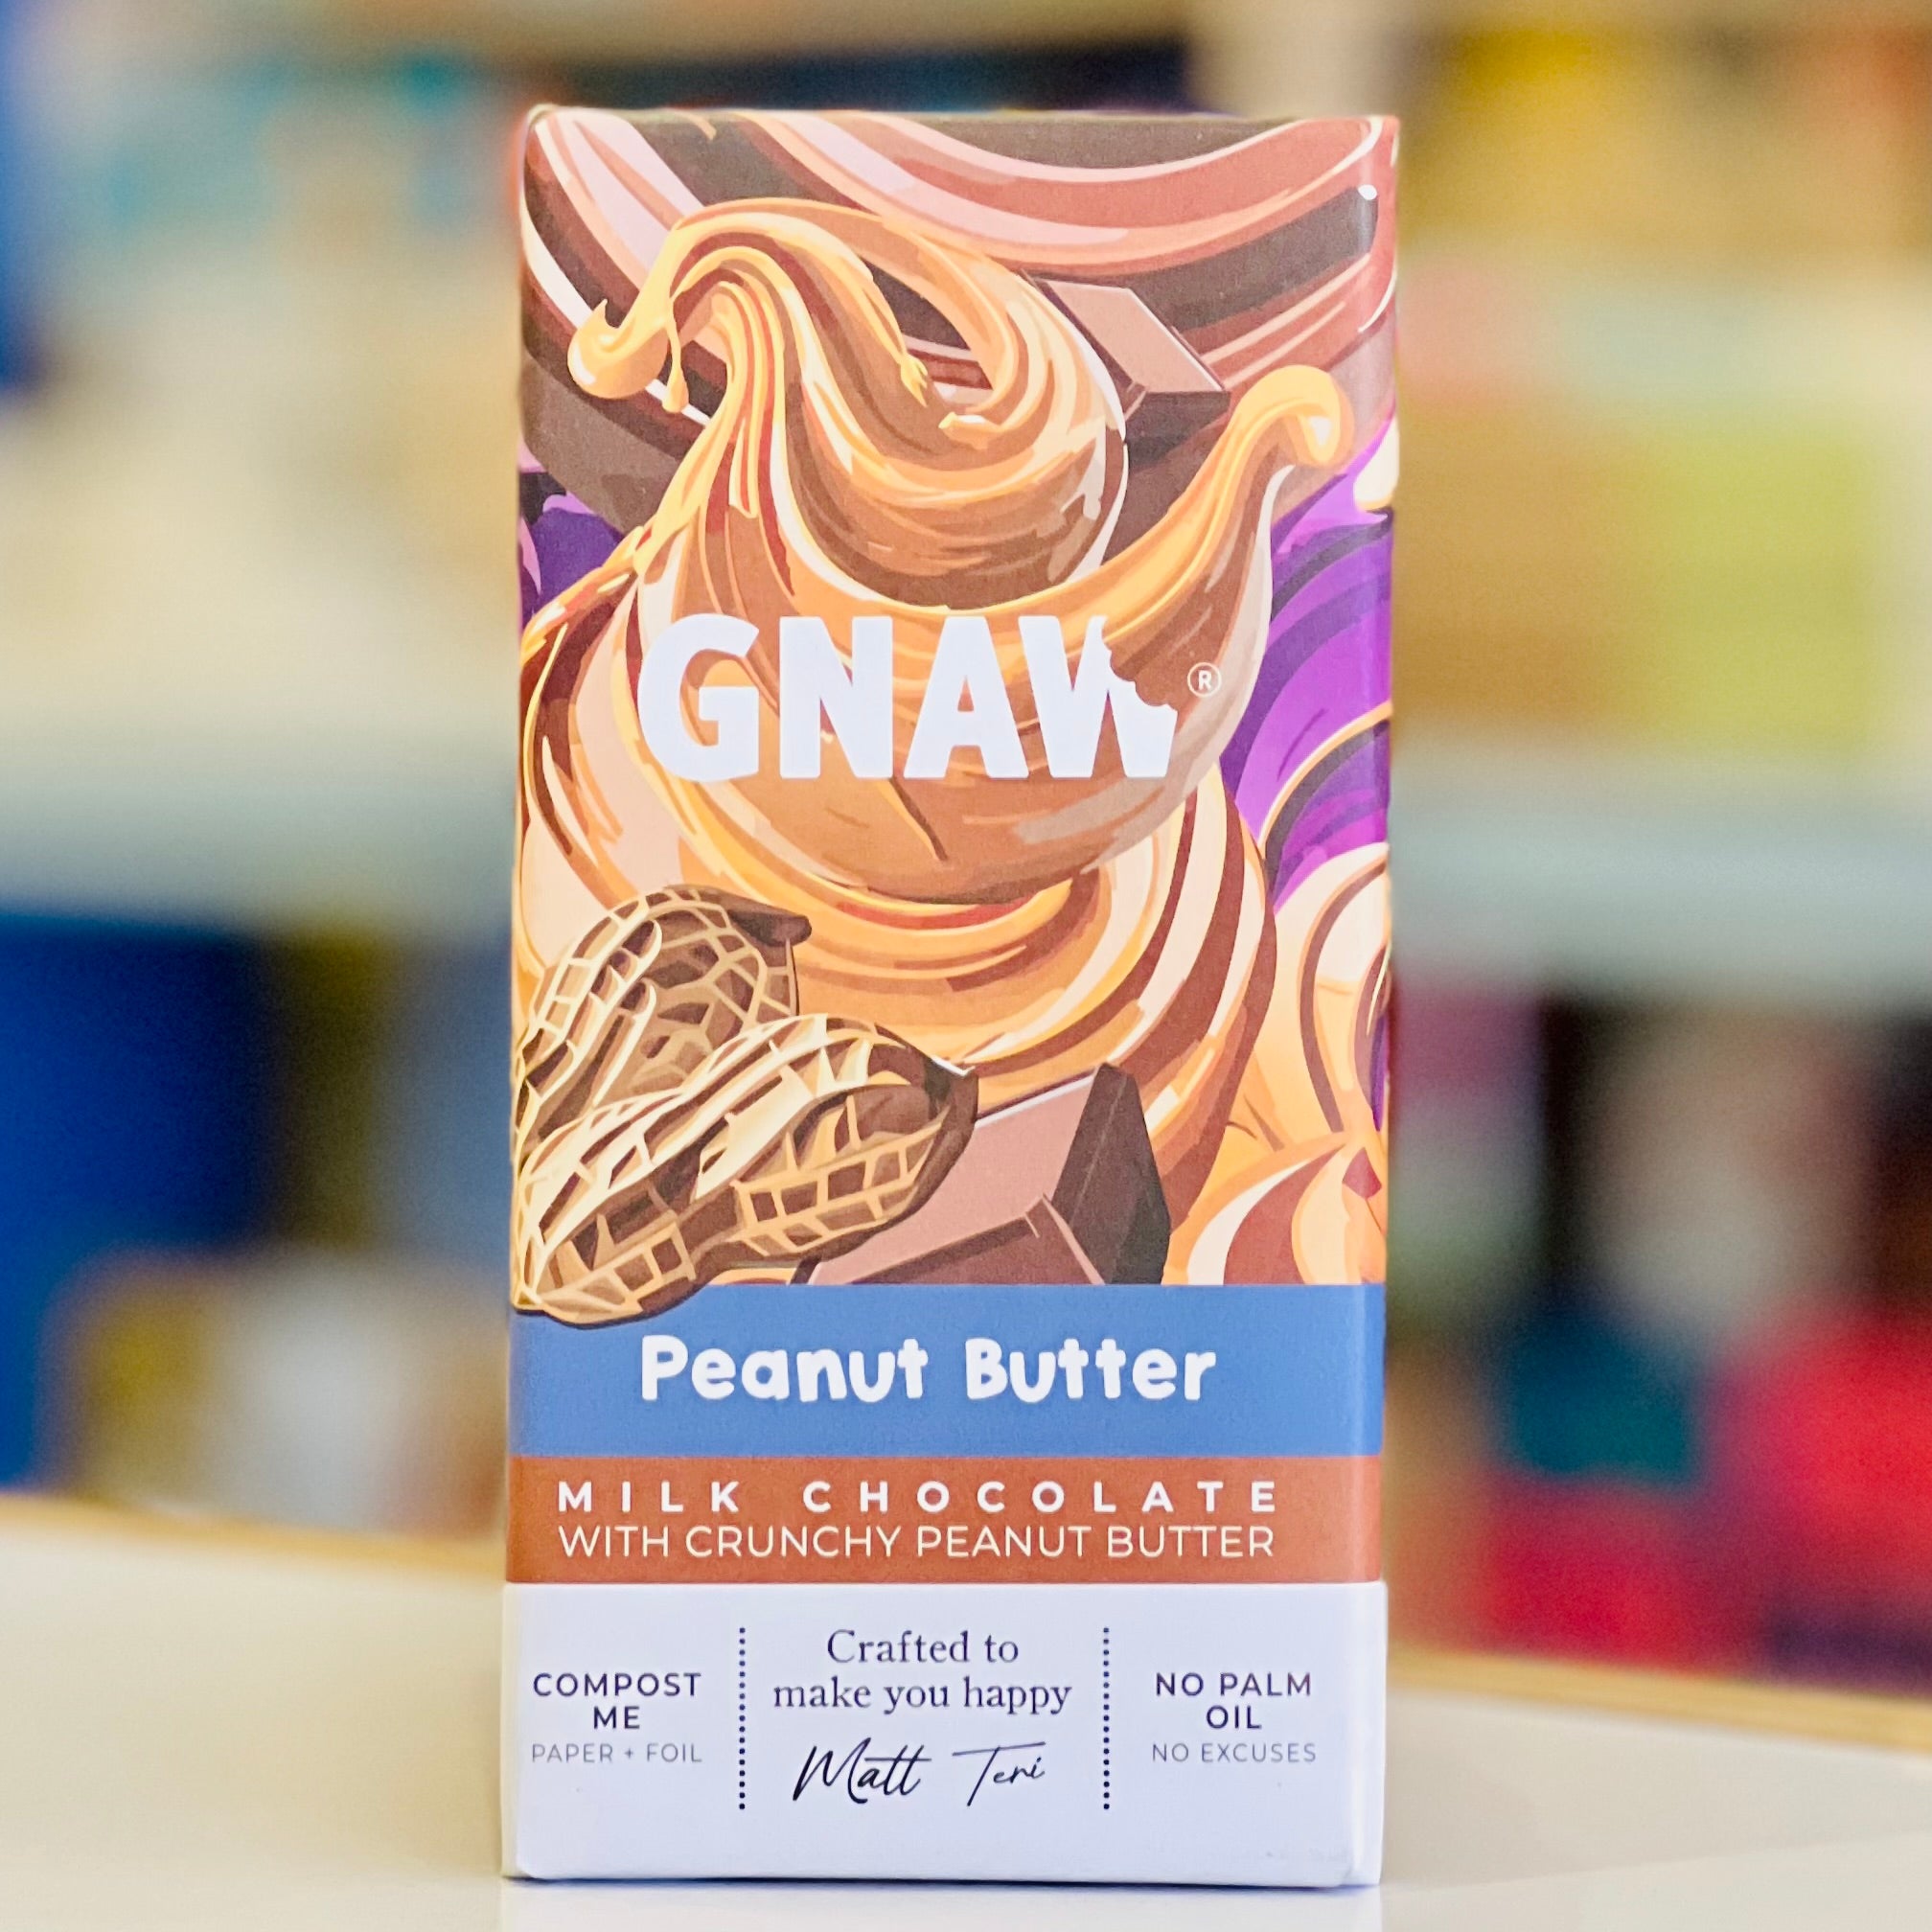 GNAW®
Peanut Butter
MILK CHOCOLATE
WITH CRUNCHY PEANUT BUTTER
COMPOST
ME
PAPER + FOIL
Crafted to
make you happy
Matt Teri
NO PALM
OIL
NO EXCUSES